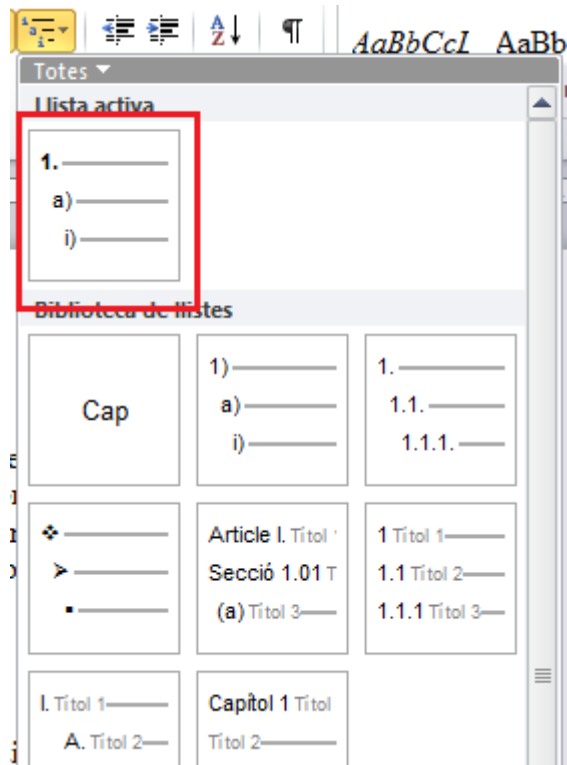 AaBbCcI AaBb
Totes
Llista activa
1.
a)
i)
Biblioteca de llistes
Cap
1)
a)
i)
1.
1.1.
1.1.1.
Article I. Títol
Secció 1.01 T
(a) Títol 3
1 Títol 1
1.1 Títol 2
1.1.1 Títol 3
I. Títol 1
A. Títol 2
Capítol 1 Títol
Títol 2